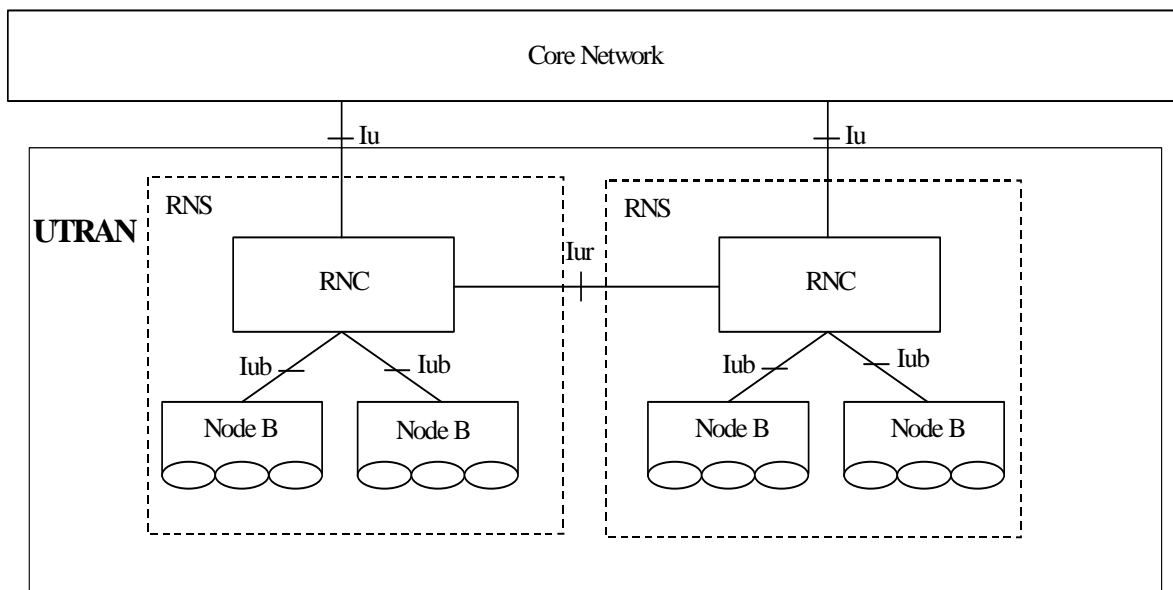 Core Network
Iu
Iu
RNS
RNS
UTRAN
Iur
RNC
RNC
Iub
Iub
Iub
Iub
Node B
Node B
Node B
Node B